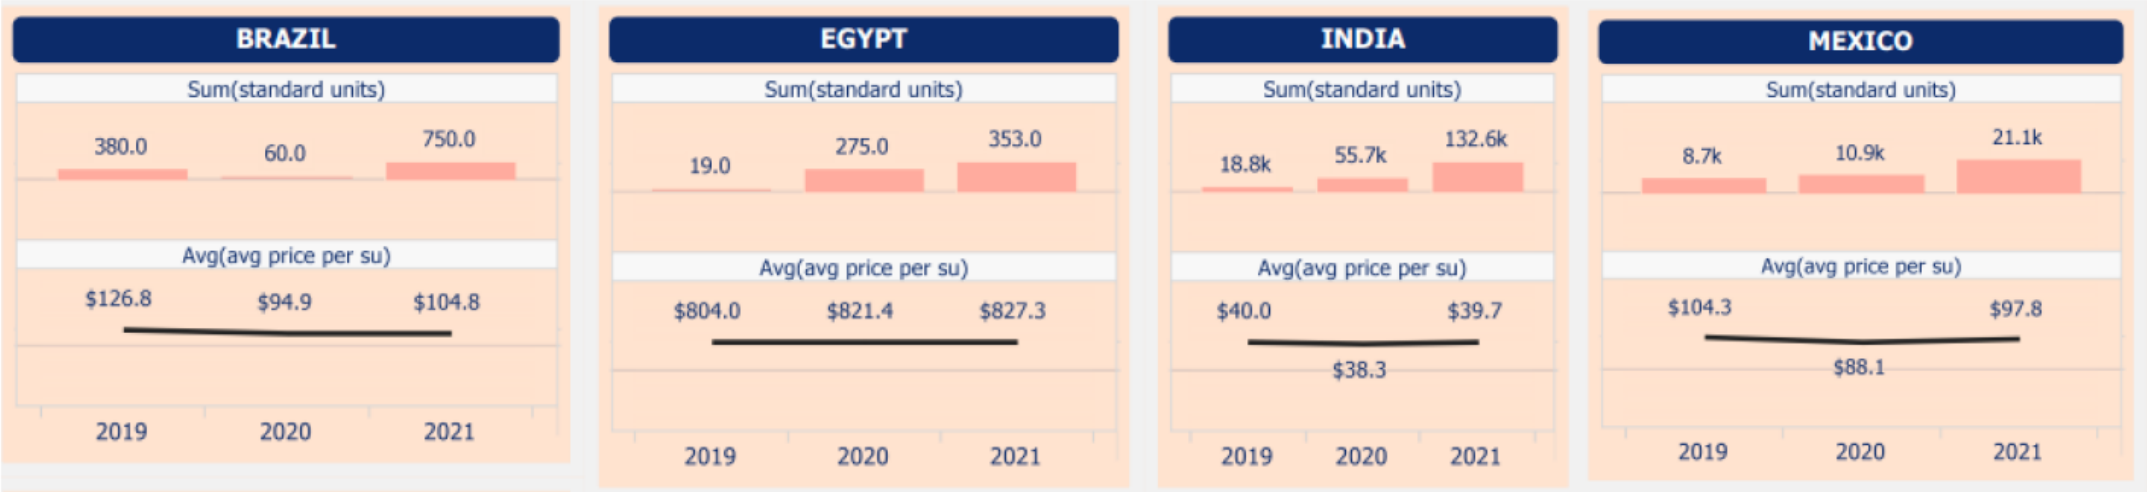 BRAZIL
Sum(standard units)
380.0 60.0 750.0
Avg(avg price per su)
$126.8 $94.9 $104.8
2019 2020 2021
EGYPT
Sum(standard units)
19.0 275.0 353.0
Avg(avg price per su)
$804.0 $821.4 $827.3
2019 2020 2021
INDIA
Sum(standard units)
18.8k 55.7k 132.6k
Avg(avg price per su)
$40.0 $39.7
$38.3
2019 2020 2021
MEXICO
Sum(standard units)
8.7k 10.9k 21.1k
Avg(avg price per su)
$104.3 $97.8
$88.1
2019 2020 2021